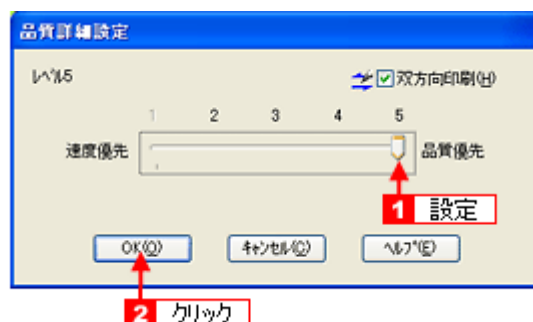 品質詳細設定
ﾚﾍﾞﾙ5
双方向印刷(H)
1 2 3 4 5
速度優先
品質優先
1 設定
OK(O) ｷｬﾝｾﾙ(C) ﾍﾙﾌﾟ(E)
2 クリック